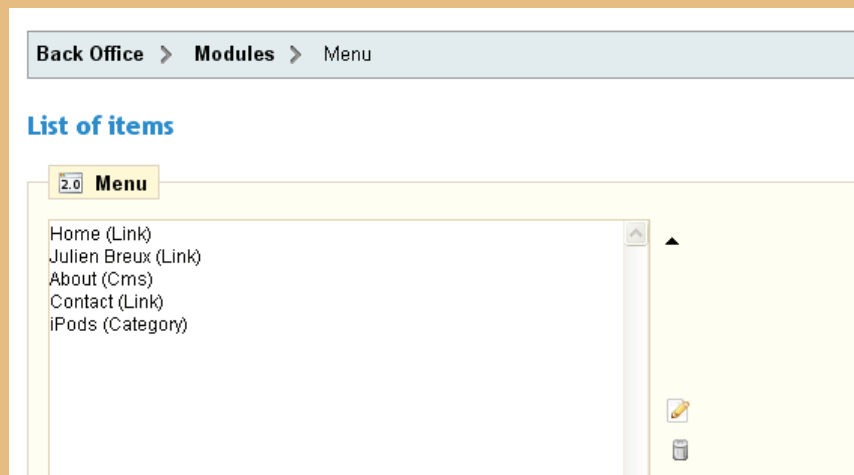 Back Office > Modules > Menu
List of items
2.0 Menu
Home (Link)
Julien Breux (Link)
About (Cms)
Contact (Link)
iPods (Category)